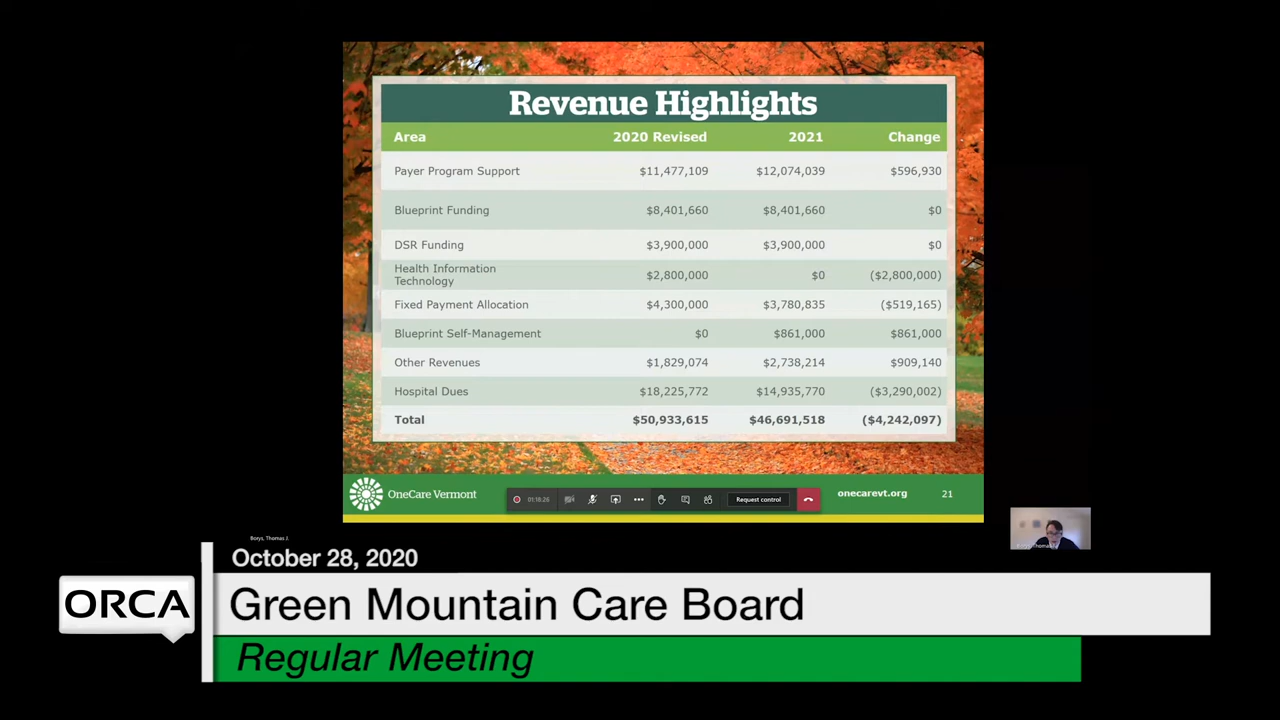 Revenue Highlights
Area 2020 Revised 2021 Change
Payer Program Support $11,477,109 $12,074,039 $596,930
Blueprint Funding $8,401,660 $8,401,660 $0
DSR Funding $3,900,000 $3,900,000 $0
Health Information
Technology $2,800,000 $0 ($2,800,000)
Fixed Payment Allocation $4,300,000 $3,780,835 ($519,165)
Blueprint Self-Management $0 $861,000 $861,000
Other Revenues $1,829,074 $2,738,214 $909,140
Hospital Dues $18,225,772 $14,935,770 ($3,290,002)
Total $50,933,615 $46,691,518 ($4,242,097)
OneCare Vermont
01:18:26
Request control
onecarevt.org 21
Borys, Thomas J.
October 28, 2020
ORCA
Green Mountain Care Board
Regular Meeting